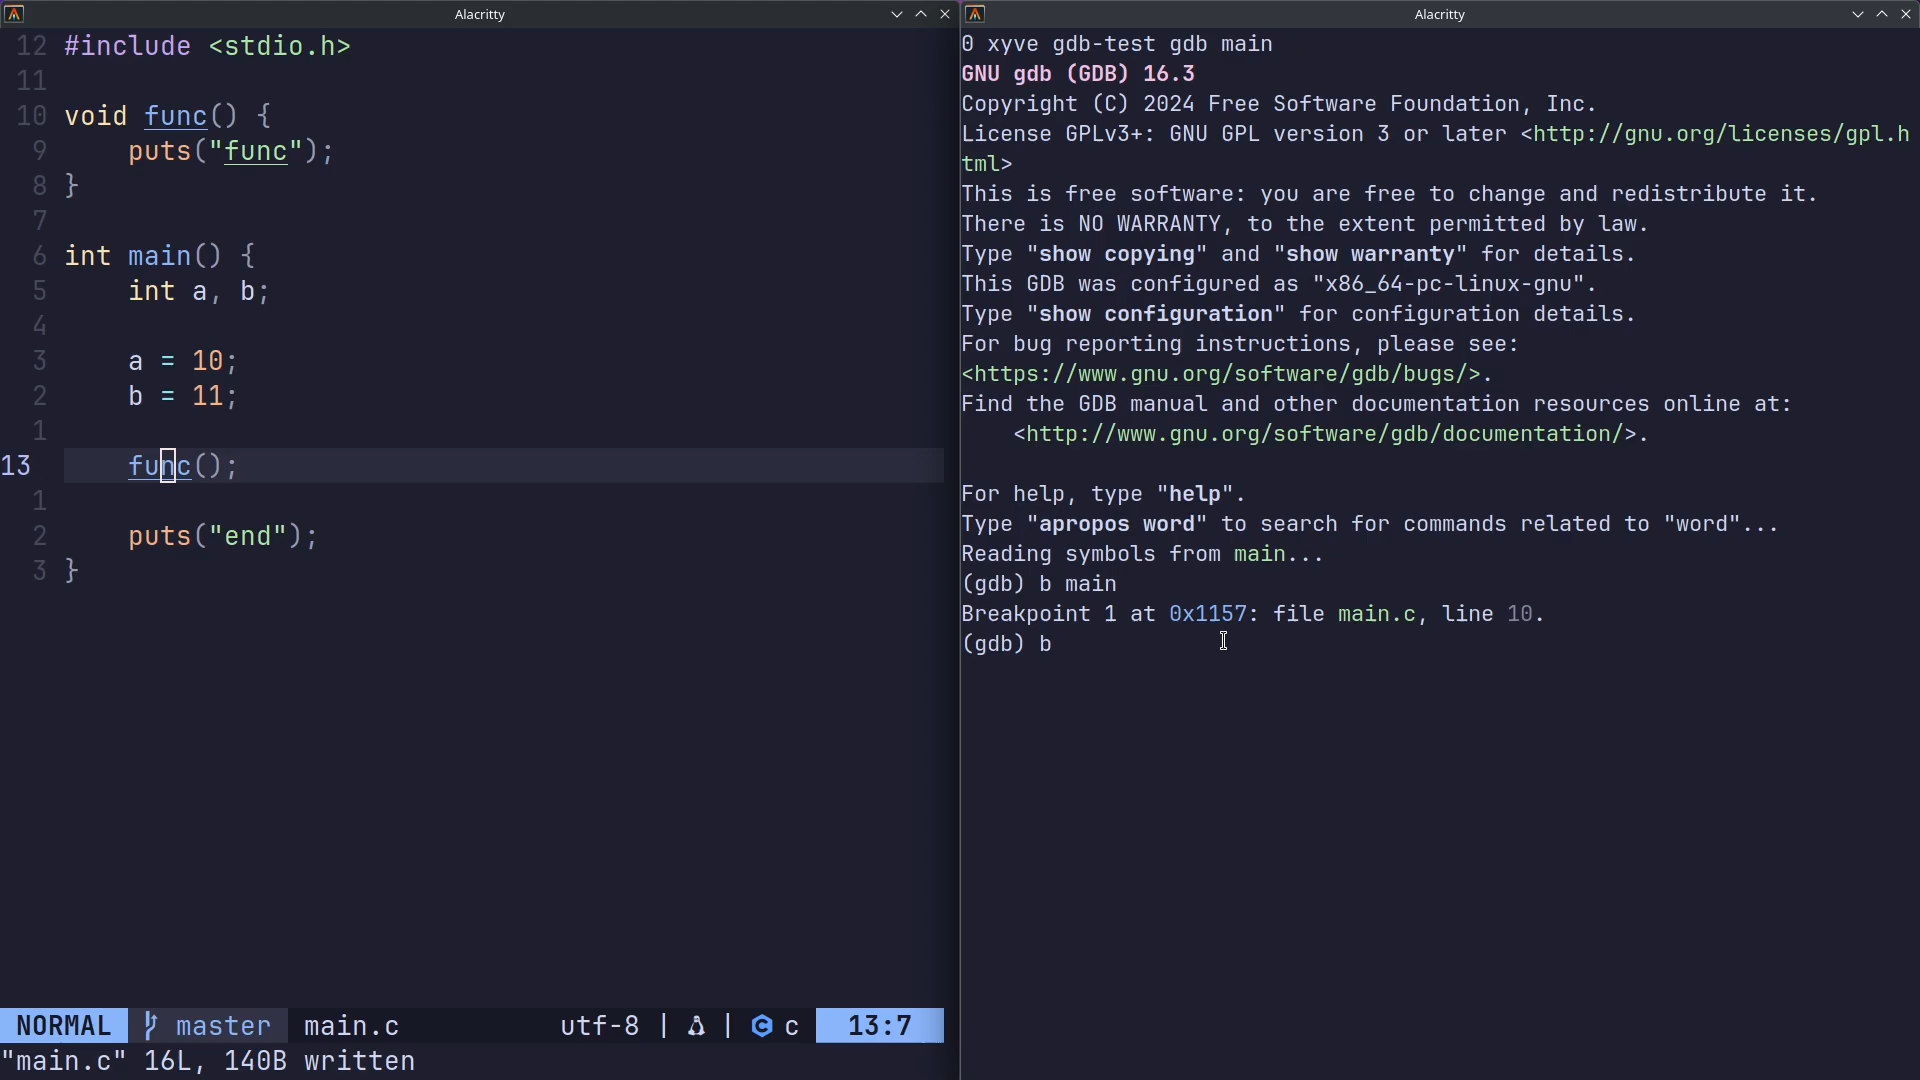 Alacritty
12 #include <stdio.h>
11
10 void func() {
9 puts("func");
8 }
7
6 int main() {
5 int a, b;
4
3 a = 10;
2 b = 11;
1
13 func();
1
2 puts("end");
3 }
NORMAL master main.c utf-8 | | C c 13:7
"main.c" 16L, 140B written
Alacritty
0 xyve gdb-test gdb main
GNU gdb (GDB) 16.3
Copyright (C) 2024 Free Software Foundation, Inc.
License GPLv3+: GNU GPL version 3 or later <http://gnu.org/licenses/gpl.h
tml>
This is free software: you are free to change and redistribute it.
There is NO WARRANTY, to the extent permitted by law.
Type "show copying" and "show warranty" for details.
This GDB was configured as "x86_64-pc-linux-gnu".
Type "show configuration" for configuration details.
For bug reporting instructions, please see:
<https://www.gnu.org/software/gdb/bugs/>.
Find the GDB manual and other documentation resources online at:
<http://www.gnu.org/software/gdb/documentation/>.
For help, type "help".
Type "apropos word" to search for commands related to "word"...
Reading symbols from main...
(gdb) b main
Breakpoint 1 at 0x1157: file main.c, line 10.
(gdb) b